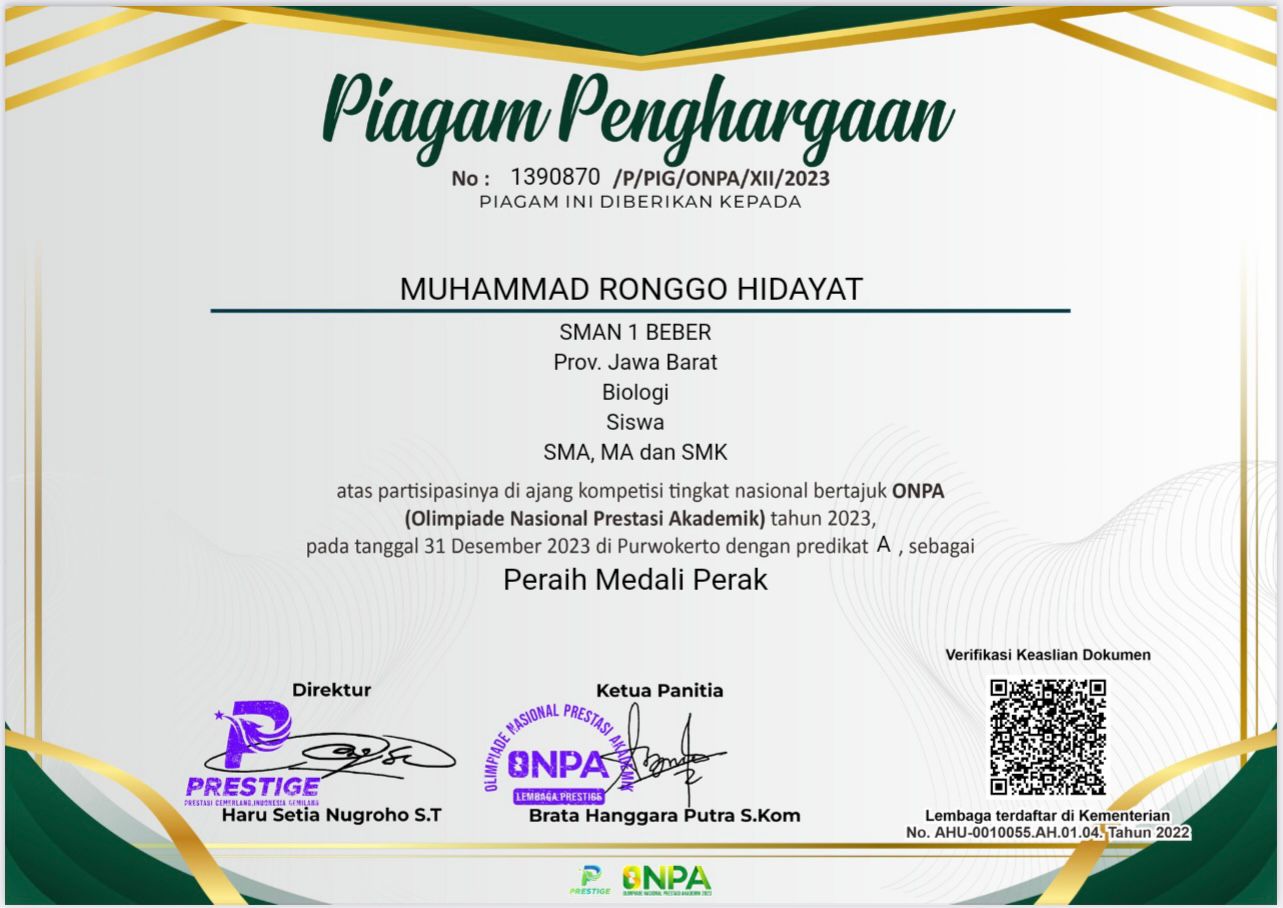 Piagam Penghargaan
No : 1390870 /P/PIG/ONPA/XII/2023
PIAGAM INI DIBERIKAN KEPADA
MUHAMMAD RONGGO HIDAYAT
SMAN 1 BEBER
Prov. Jawa Barat
Biologi
Siswa
SMA, MA dan SMK
atas partisipasinya di ajang kompetisi tingkat nasional bertajuk ONPA
(Olimpiade Nasional Prestasi Akademik) tahun 2023,
pada tanggal 31 Desember 2023 di Purwokerto dengan predikat A , sebagai
Peraih Medali Perak
Direktur
PRESTIGE
PRESTASI GEMERLANG INDONESIA GEMILANG
Haru Setia Nugroho S.T
Ketua Panitia
OLIMPIADE NASIONAL PRESTASI AKADEMIK
ONPA
LEMBAGA PRESTIGE
Brata Hanggara Putra S.Kom
Verifikasi Keaslian Dokumen
Lembaga terdaftar di Kementerian
No. AHU-0010055.AH.01.04. Tahun 2022
PRESTIGE
ONPA
OLIMPIADE NASIONAL PRESTASI AKADEMIK 2023